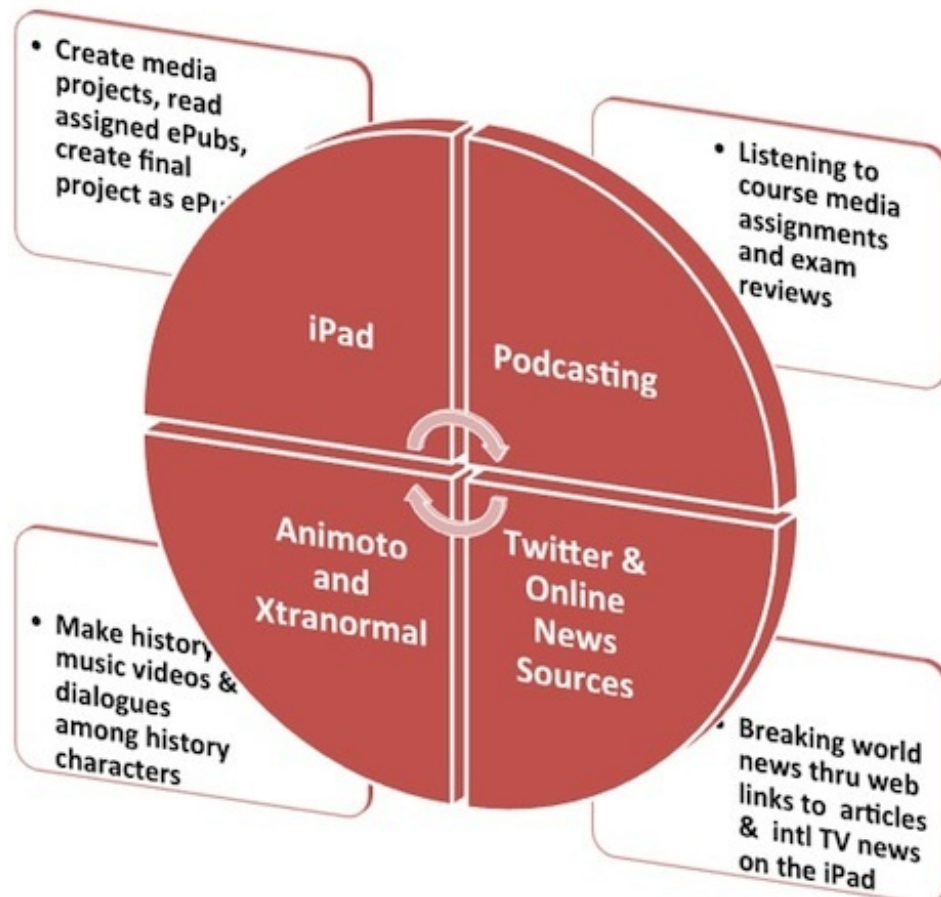 • Create media
projects, read
assigned ePubs,
create final
project as
• Listening to
course media
assignments
and exam
reviews
iPad
Podcasting
Animoto
and
Xtranormal
Twitter &
Online
News
Sources
• Make history
music videos &
dialogues
among history
characters
• Breaking world
news thru web
links to articles
& intl TV news
on the iPad